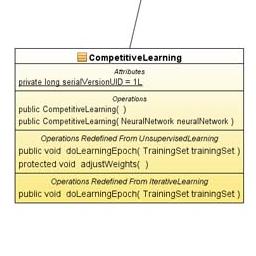 CompetitiveLearning
Attributes
private long serialVersionUID = 1L
Operations
public CompetitiveLearning( )
public CompetitiveLearning( NeuralNetwork neuralNetwork )
Operations Redefined From UnsupervisedLearning
public void doLearningEpoch( TrainingSet trainingSet )
protected void adjustWeights( )
Operations Redefined From IterativeLearning
public void doLearningEpoch( TrainingSet trainingSet )